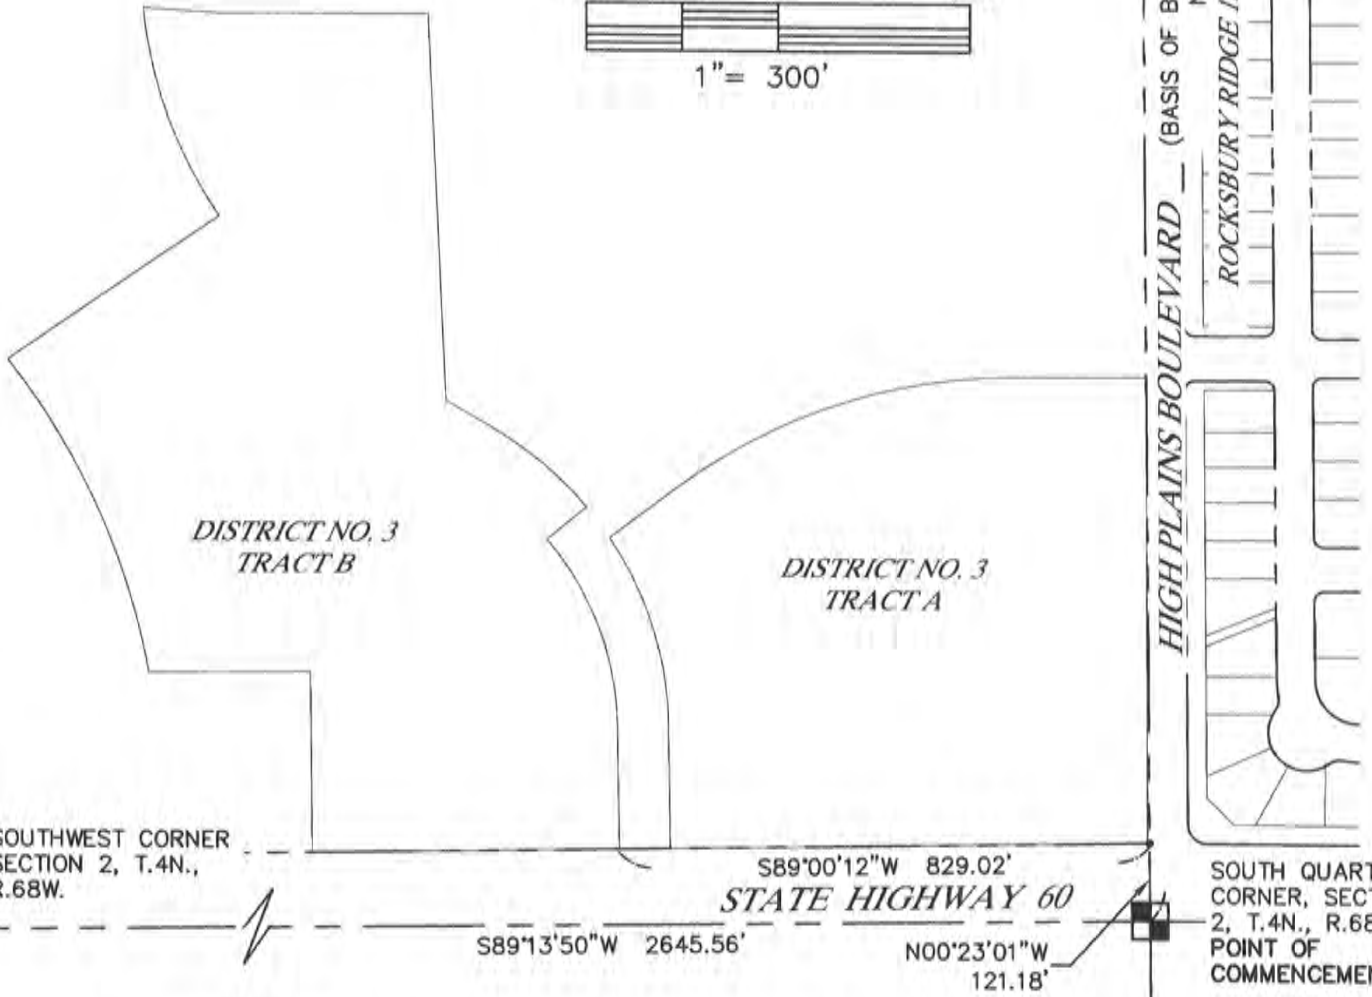 1"= 300'
(BASIS OF B
ROCKSBURY RIDGE
HIGH PLAINS BOULEVARD
DISTRICT NO. 3
TRACT B
DISTRICT NO. 3
TRACT A
SOUTHWEST CORNER
SECTION 2, T.4N.,
R.68W.
S89°00'12"W 829.02'
STATE HIGHWAY 60
S89°13'50"W 2645.56'
N00°23'01"W
121.18'
SOUTH QUART
CORNER, SEC
2, T.4N., R.68
POINT OF
COMMENCEME